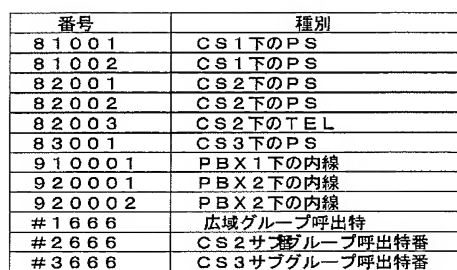 番号 種別
81001 CS1下のPS
81002 CS1下のPS
82001 CS2下のPS
82002 CS2下のPS
82003 CS2下のTEL
83001 CS3下のPS
910001 PBX1下の内線
920001 PBX2下の内線
920002 PBX2下の内線
#1666 広域グループ呼出特
#2666 CS2サブグループ呼出特番
#3666 CS3サブグループ呼出特番